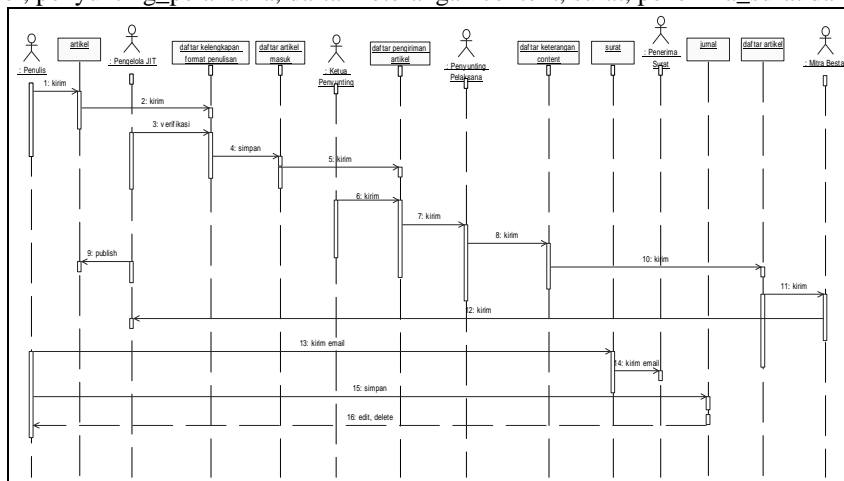 artikel
daftar kelengkapan
format penulisan
daftar artikel
masuk
daftar pengiriman
artikel
daftar keterangan
content
surat
jurnal
daftar artikel
: Penulis
: Pengelola JIT
: Ketua
Penyunting
: Penyunting
Pelaksana
: Penerima
Surat
: Mitra Besta
1: kirim
2: kirim
3: verifikasi
4: simpan
5: kirim
6: kirim
7: kirim
8: kirim
9: publish
10: kirim
11: kirim
12: kirim
13: kirim email
14: kirim email
15: simpan
16: edit, delete